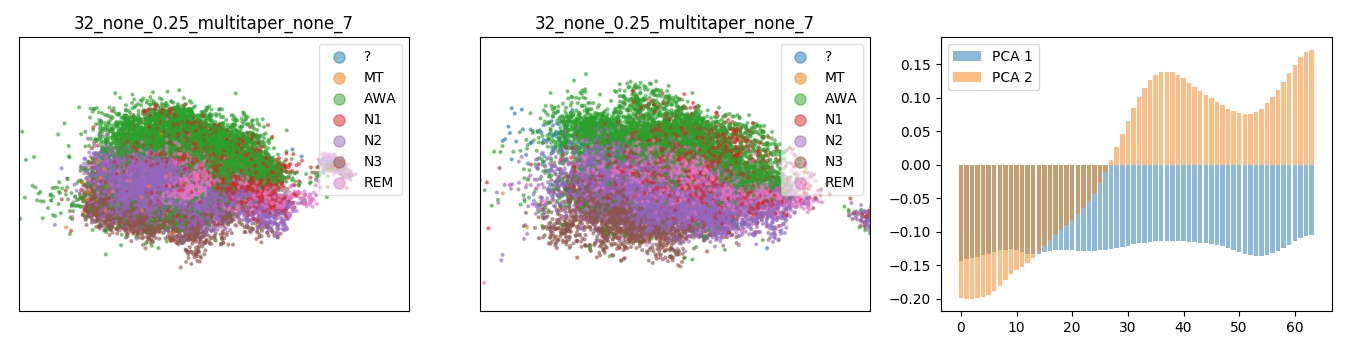 32_none_0.25_multitaper_none_7
?
MT
AWA
N1
N2
N3
REM
32_none_0.25_multitaper_none_7
?
MT
AWA
N1
N2
N3
REM
PCA 1
PCA 2
0.15
0.10
0.05
0.00
−0.05
−0.10
−0.15
−0.20
0 10 20 30 40 50 60